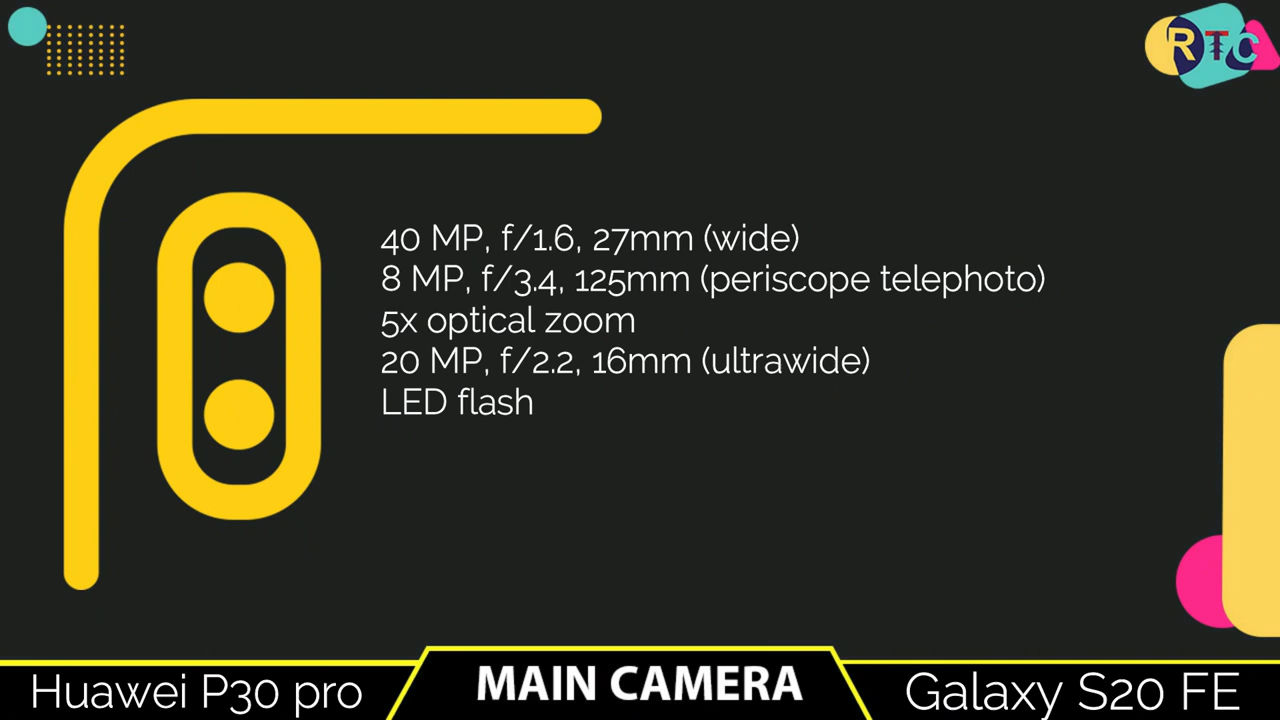 RTC
40 MP, f/1.6, 27mm (wide)
8 MP, f/3.4, 125mm (periscope telephoto)
5x optical zoom
20 MP, f/2.2, 16mm (ultrawide)
LED flash
Huawei P30 pro
MAIN CAMERA
Galaxy S20 FE